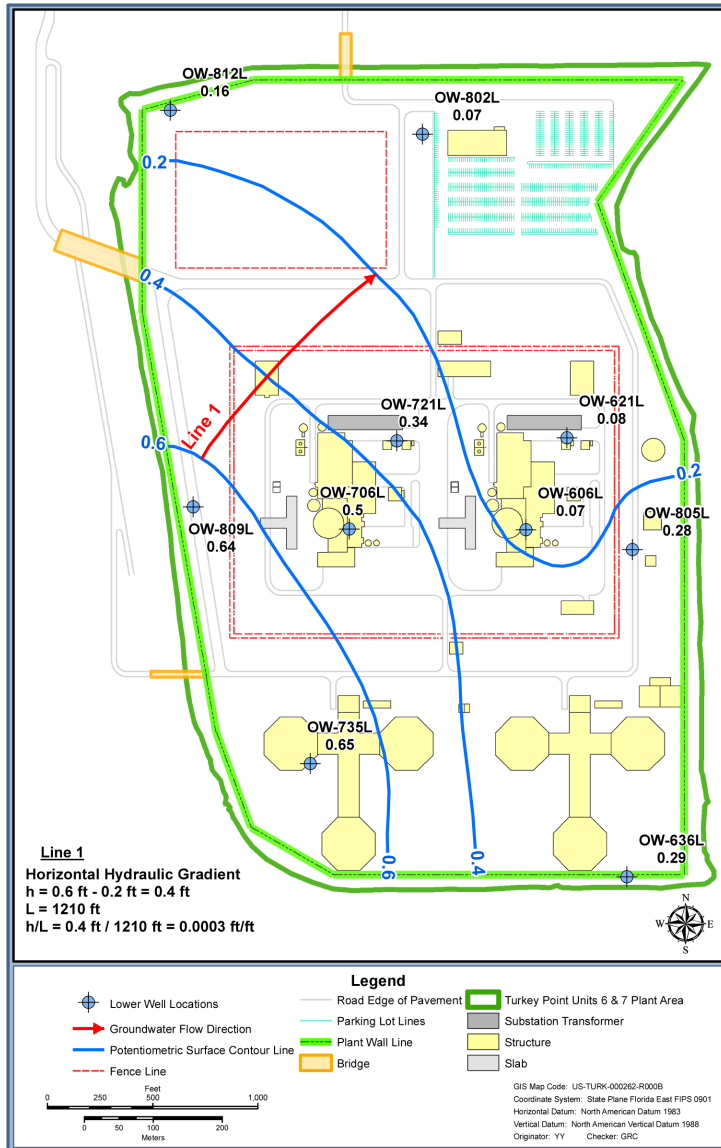 OW-812L
0.16
OW-802L
0.07
0.2
0.4
Line 1
0.6
OW-721L
0.34
OW-621L
0.08
0.2
OW-706L
0.5
OW-606L
0.07
OW-809L
0.64
OW-805L
0.28
OW-735L
0.65
OW-636L
0.29
0.6
0.4
Line 1
Horizontal Hydraulic Gradient
h = 0.6 ft - 0.2 ft = 0.4 ft
L = 1210 ft
h/L = 0.4 ft / 1210 ft = 0.0003 ft/ft
N
W E
S
Legend
Lower Well Locations
Groundwater Flow Direction
Potentiometric Surface Contour Line
Fence Line
Road Edge of Pavement
Parking Lot Lines
Plant Wall Line
Bridge
Turkey Point Units 6 & 7 Plant Area
Substation Transformer
Structure
Slab
Feet
0 250 500 1,000
0 50 100 200
Meters
GIS Map Code: US-TURK-000262-R000B
Coordinate System: State Plane Florida East FIPS 0901
Horizontal Datum: North American Datum 1983
Vertical Datum: North American Vertical Datum 1988
Originator: YY Checker: GRC